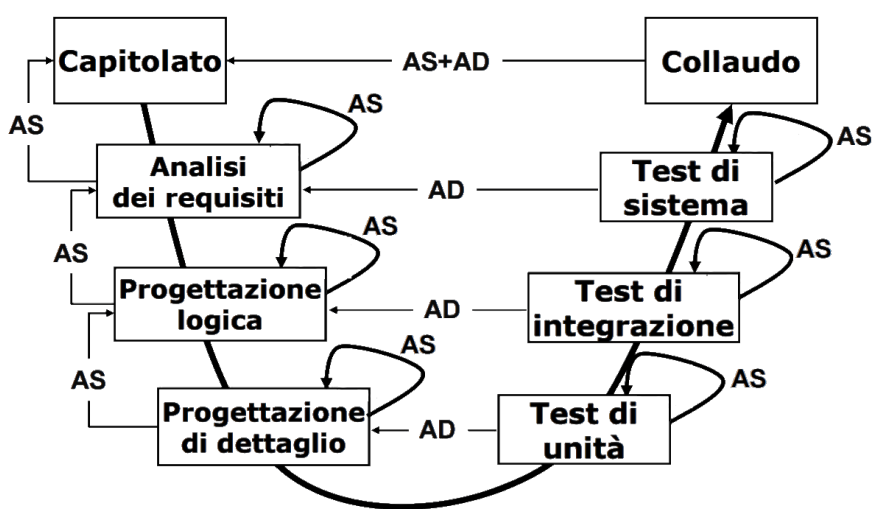 Capitolato
AS+AD
Collaudo
AS
AS
AS
Analisi
dei requisiti
AD
Test di
sistema
AS
AS
AS
Progettazione
logica
AD
Test di
integrazione
AS
AS
AS
Progettazione
di dettaglio
AD
Test di
unità